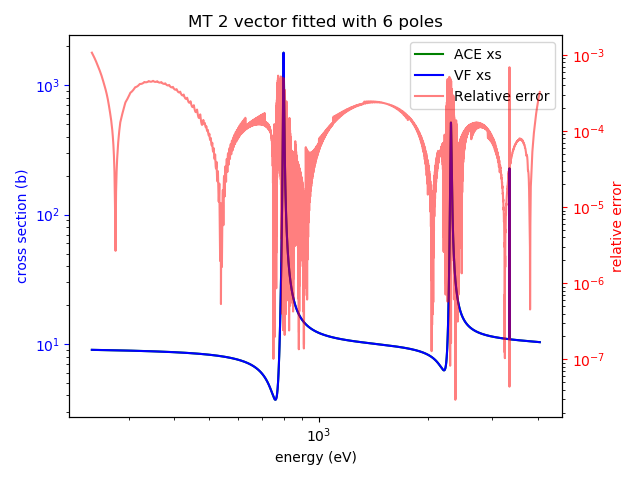 MT 2 vector fitted with 6 poles
ACE xs
VF xs
Relative error
cross section (b)
10³
10²
10¹
relative error
10⁻³
10⁻⁴
10⁻⁵
10⁻⁶
10⁻⁷
10³
energy (eV)